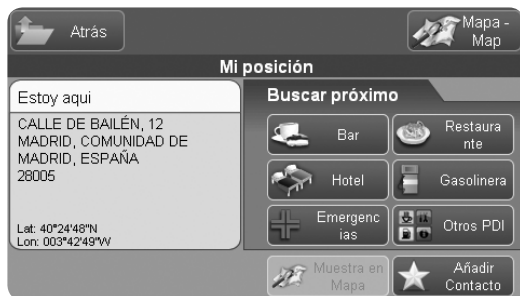 Atrás
Mapa -
Map
Mi posición
Estoy aqui
CALLE DE BAILÉN, 12
MADRID, COMUNIDAD DE
MADRID, ESPAÑA
28005
Lat: 40°24'48"N
Lon: 003°42'49"W
Buscar próximo
Bar
Restaura
nte
Hotel
Gasolinera
Emergenc
ias
Otros PDI
Muestra en
Mapa
Añadir
Contacto